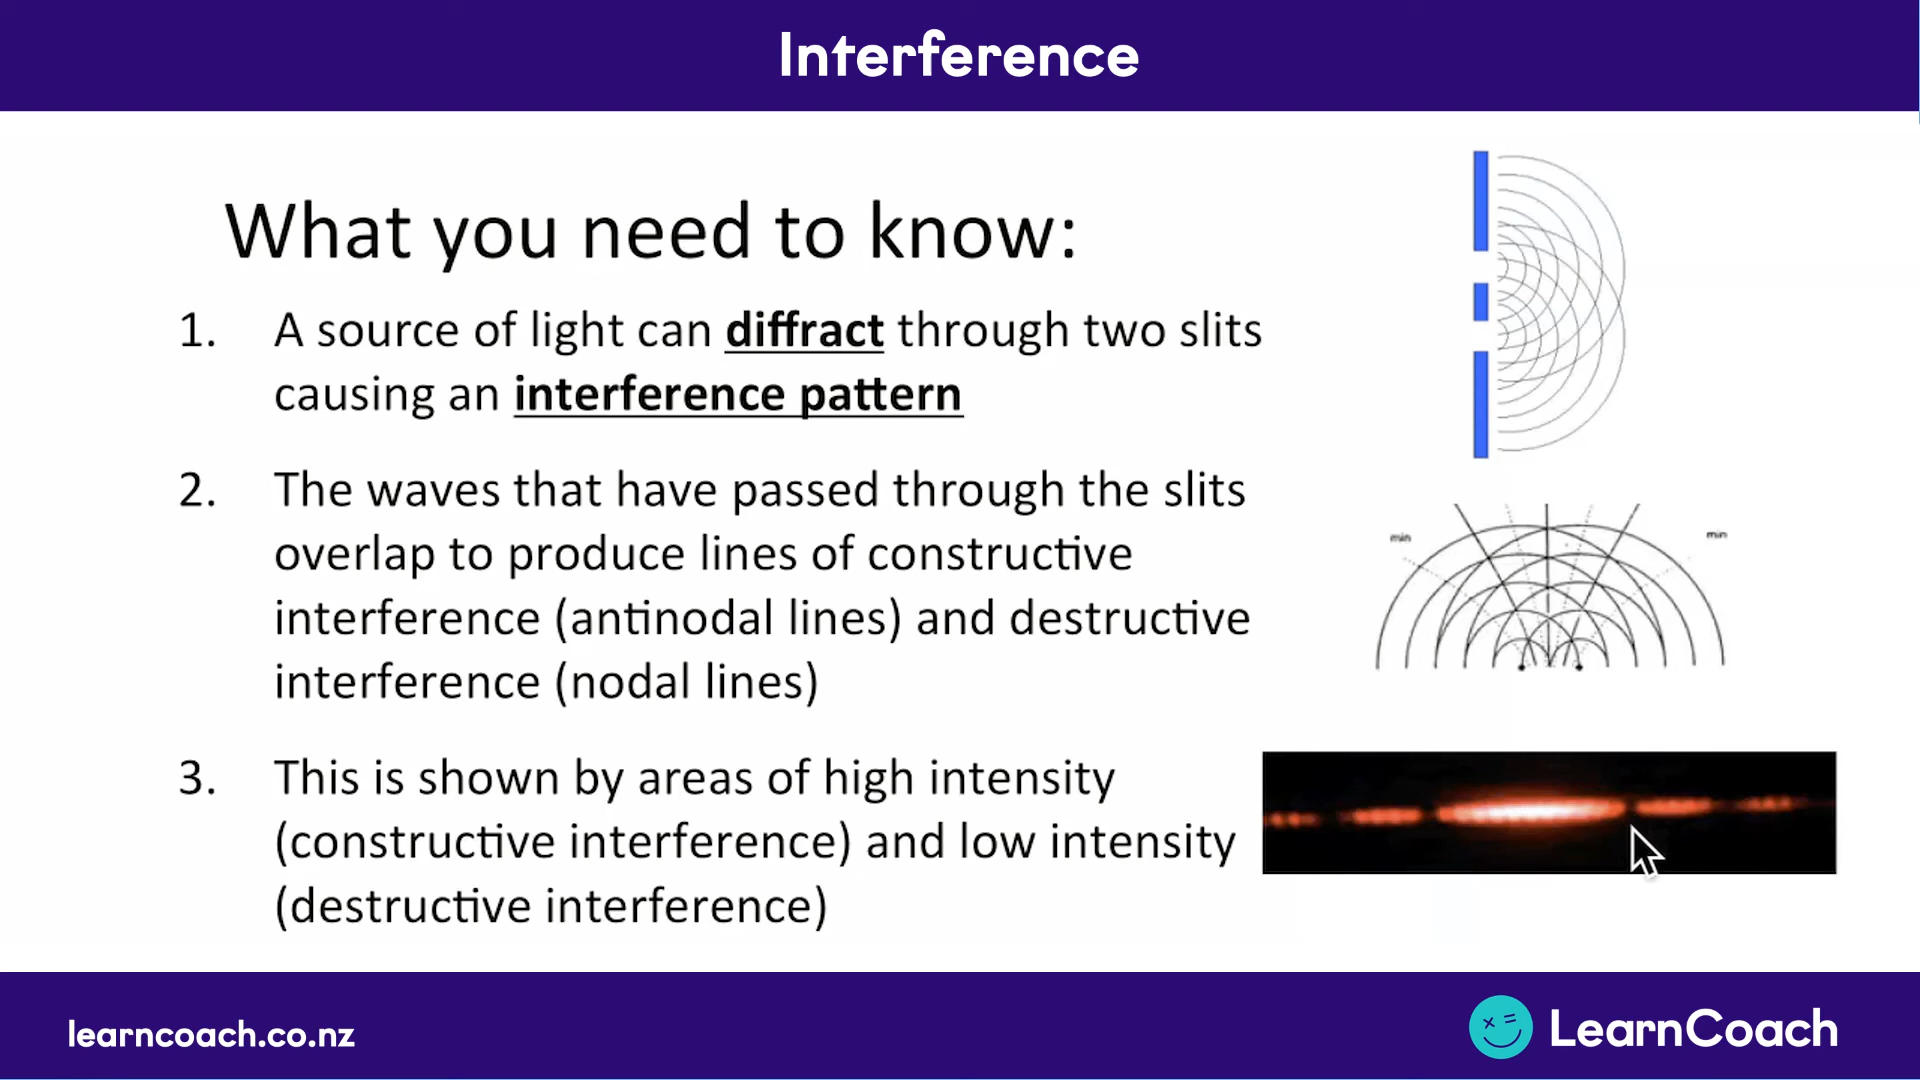 Interference
What you need to know:
1. A source of light can diffract through two slits
causing an interference pattern
2. The waves that have passed through the slits
overlap to produce lines of constructive
interference (antinodal lines) and destructive
interference (nodal lines)
min
min
3. This is shown by areas of high intensity
(constructive interference) and low intensity
(destructive interference)
learncoach.co.nz
LearnCoach